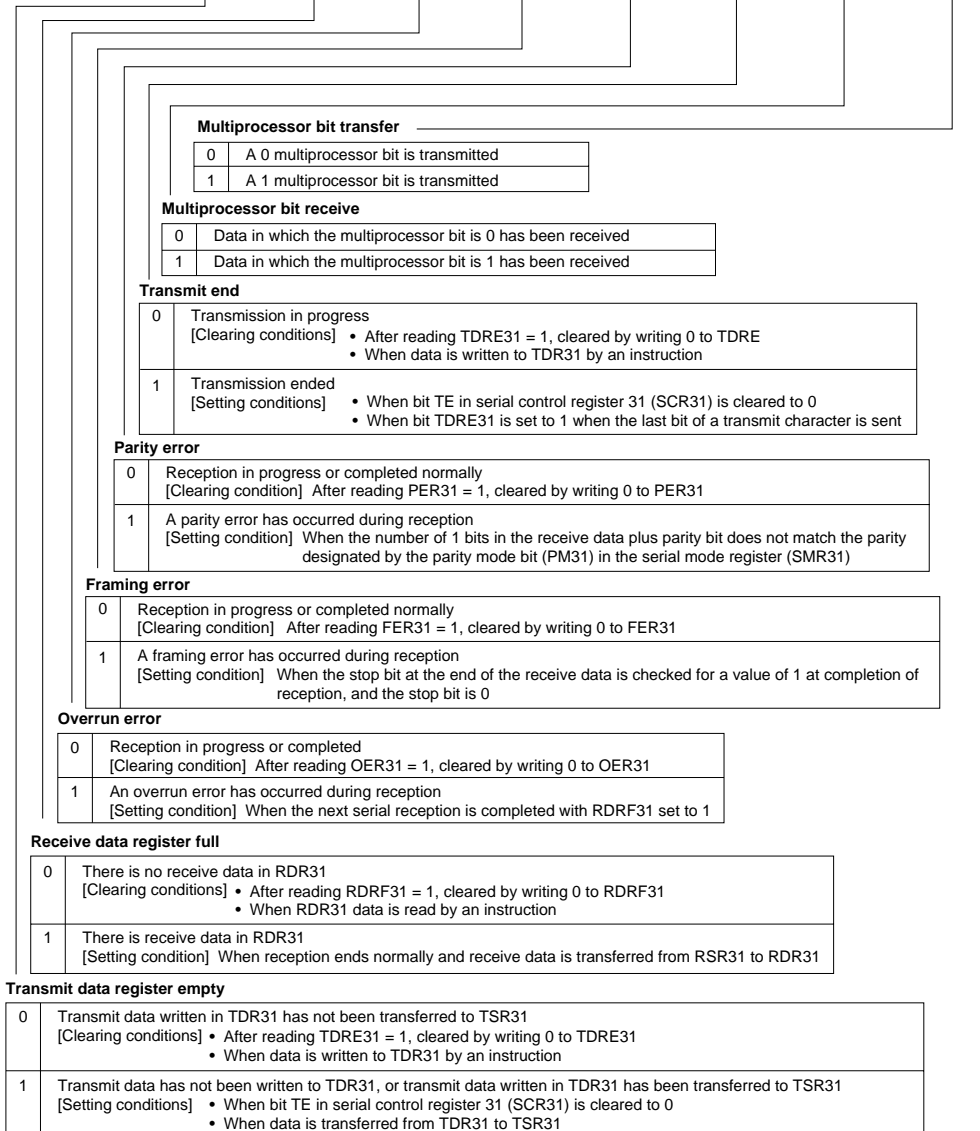 Multiprocessor bit transfer
0 A 0 multiprocessor bit is transmitted
1 A 1 multiprocessor bit is transmitted
Multiprocessor bit receive
0 Data in which the multiprocessor bit is 0 has been received
1 Data in which the multiprocessor bit is 1 has been received
Transmit end
0 Transmission in progress
[Clearing conditions] • After reading TDRE31 = 1, cleared by writing 0 to TDRE
• When data is written to TDR31 by an instruction
1 Transmission ended
[Setting conditions] • When bit TE in serial control register 31 (SCR31) is cleared to 0
• When bit TDRE31 is set to 1 when the last bit of a transmit character is sent
Parity error
0 Reception in progress or completed normally
[Clearing condition] After reading PER31 = 1, cleared by writing 0 to PER31
1 A parity error has occurred during reception
[Setting condition] When the number of 1 bits in the receive data plus parity bit does not match the parity
designated by the parity mode bit (PM31) in the serial mode register (SMR31)
Framing error
0 Reception in progress or completed normally
[Clearing condition] After reading FER31 = 1, cleared by writing 0 to FER31
1 A framing error has occurred during reception
[Setting condition] When the stop bit at the end of the receive data is checked for a value of 1 at completion of
reception, and the stop bit is 0
Overrun error
0 Reception in progress or completed
[Clearing condition] After reading OER31 = 1, cleared by writing 0 to OER31
1 An overrun error has occurred during reception
[Setting condition] When the next serial reception is completed with RDRF31 set to 1
Receive data register full
0 There is no receive data in RDR31
[Clearing conditions] • After reading RDRF31 = 1, cleared by writing 0 to RDRF31
• When RDR31 data is read by an instruction
1 There is receive data in RDR31
[Setting condition] When reception ends normally and receive data is transferred from RSR31 to RDR31
Transmit data register empty
0 Transmit data written in TDR31 has not been transferred to TSR31
[Clearing conditions] • After reading TDRE31 = 1, cleared by writing 0 to TDRE31
• When data is written to TDR31 by an instruction
1 Transmit data has not been written to TDR31, or transmit data written in TDR31 has been transferred to TSR31
[Setting conditions] • When bit TE in serial control register 31 (SCR31) is cleared to 0
• When data is transferred from TDR31 to TSR31